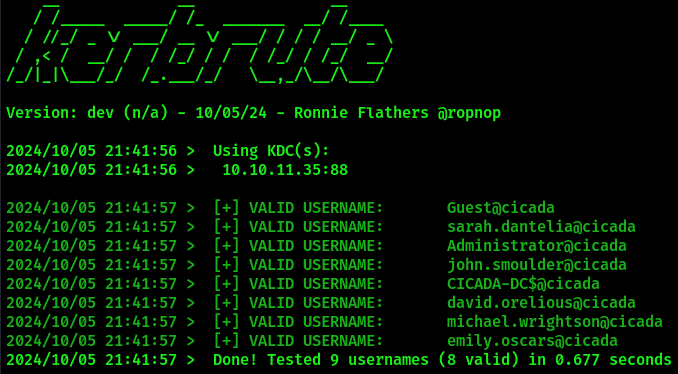 kerbrute
Version: dev (n/a) - 10/05/24 - Ronnie Flathers @ropnop
2024/10/05 21:41:56 >  Using KDC(s):
2024/10/05 21:41:56 >   10.10.11.35:88
2024/10/05 21:41:57 >  [+] VALID USERNAME:       Guest@cicada
2024/10/05 21:41:57 >  [+] VALID USERNAME:       sarah.dantelia@cicada
2024/10/05 21:41:57 >  [+] VALID USERNAME:       Administrator@cicada
2024/10/05 21:41:57 >  [+] VALID USERNAME:       john.smoulder@cicada
2024/10/05 21:41:57 >  [+] VALID USERNAME:       CICADA-DC$@cicada
2024/10/05 21:41:57 >  [+] VALID USERNAME:       david.orelious@cicada
2024/10/05 21:41:57 >  [+] VALID USERNAME:       michael.wrightson@cicada
2024/10/05 21:41:57 >  [+] VALID USERNAME:       emily.oscars@cicada
2024/10/05 21:41:57 >  Done! Tested 9 usernames (8 valid) in 0.677 seconds